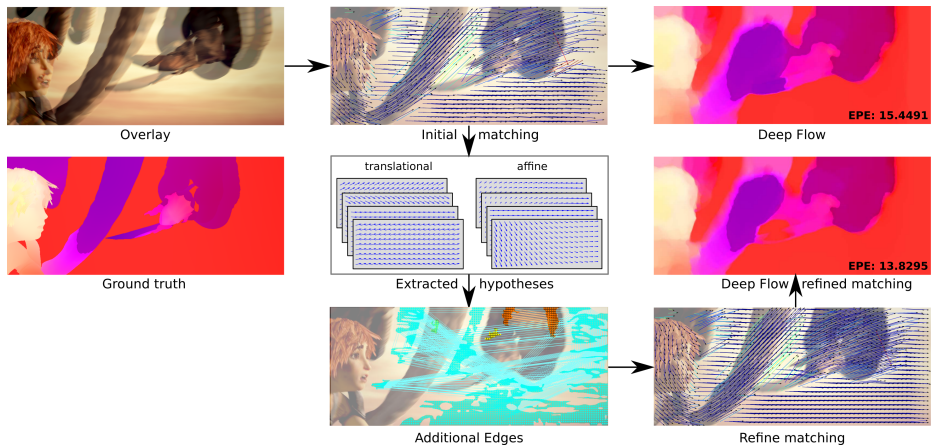 EPE: 15.4491
Overlay
Initial matching
Deep Flow
translational
affine
EPE: 13.8295
Ground truth
Extracted hypotheses
Deep Flow refined matching
Additional Edges
Refine matching